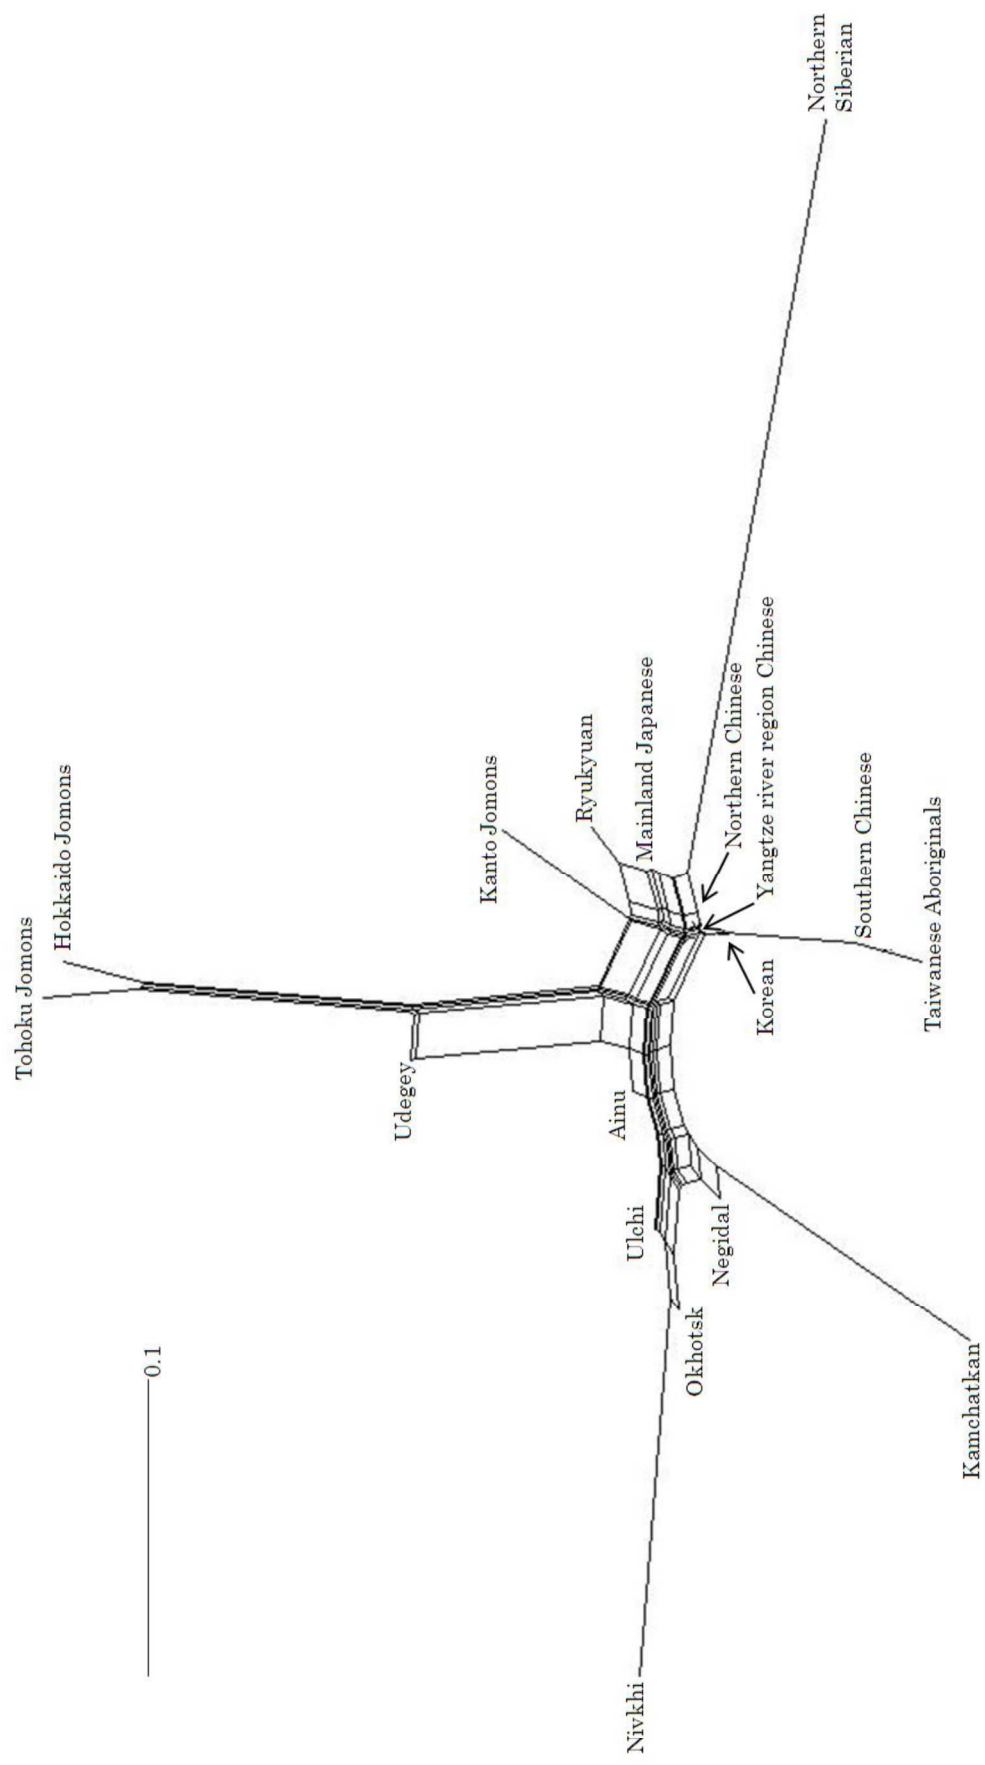 Tohoku Jomons
Hokkaido Jomons
0.1
Udegey
Kanto Jomons
Ryukyuan
Mainland Japanese
Northern
Siberian
Ainu
Ulchi
Nivkhi
Okhotsk
Negidal
Northern Chinese
Yangtze river region Chinese
Korean
Southern Chinese
Taiwanese Aboriginals
Kamchatkan